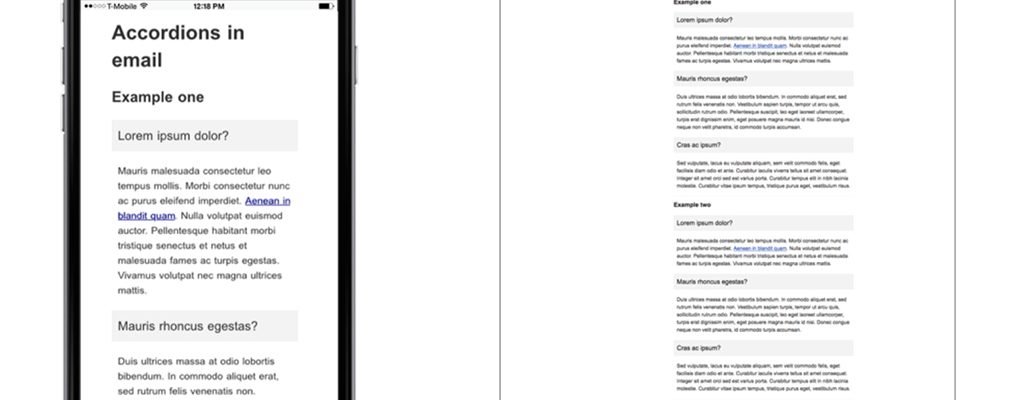 T-Mobile
12:18 PM
Accordions in
email
Example one
Lorem ipsum dolor?
Mauris malesuada consectetur leo
tempus mollis. Morbi consectetur nunc
ac purus eleifend imperdiet. Aenean in
blandit quam. Nulla volutpat euismod
auctor. Pellentesque habitant morbi
tristique senectus et netus et
malesuada fames ac turpis egestas.
Vivamus volutpat nec magna ultrices
mattis.
Mauris rhoncus egestas?
Duis ultrices massa at odio lobortis
bibendum. In commodo aliquet erat,
sed rutrum felis venenatis non.
Example one
Lorem ipsum dolor?
Mauris malesuada consectetur leo tempus mollis. Morbi consectetur nunc ac
purus eleifend imperdiet. Aenean in blandit quam. Nulla volutpat euismod
auctor. Pellentesque habitant morbi tristique senectus et netus et malesuada
fames ac turpis egestas. Vivamus volutpat nec magna ultrices mattis.
Mauris rhoncus egestas?
Duis ultrices massa at odio lobortis bibendum. In commodo aliquet erat, sed
rutrum felis venenatis non. Vestibulum sapien turpis, tempor ut arcu quis,
sollicitudin rutrum odio. Pellentesque suscipit, leo eget laoreet ullamcorper,
turpis erat dignissim enim, eget posuere magna mauris id nisi. Donec congue
neque non velit pharetra, id commodo turpis accumsan.
Cras ac ipsum?
Sed vulputate, lacus eu vulputate aliquam, sem velit commodo felis, eget
facilisis diam odio et ante. Curabitur iaculis viverra tellus sit amet consequat.
Integer sit amet orci sed est varius porta. Curabitur tempus elit in nibh lacinia
molestie. Curabitur vitae ipsum tempus, tristique purus eget, vestibulum risus.
Example two
Lorem ipsum dolor?
Mauris malesuada consectetur leo tempus mollis. Morbi consectetur nunc ac
purus eleifend imperdiet. Aenean in blandit quam. Nulla volutpat euismod
auctor. Pellentesque habitant morbi tristique senectus et netus et malesuada
fames ac turpis egestas. Vivamus volutpat nec magna ultrices mattis.
Mauris rhoncus egestas?
Duis ultrices massa at odio lobortis bibendum. In commodo aliquet erat, sed
rutrum felis venenatis non. Vestibulum sapien turpis, tempor ut arcu quis,
sollicitudin rutrum odio. Pellentesque suscipit, leo eget laoreet ullamcorper,
turpis erat dignissim enim, eget posuere magna mauris id nisi. Donec congue
neque non velit pharetra, id commodo turpis accumsan.
Cras ac ipsum?
Sed vulputate, lacus eu vulputate aliquam, sem velit commodo felis, eget
facilisis diam odio et ante. Curabitur iaculis viverra tellus sit amet consequat.
Integer sit amet orci sed est varius porta. Curabitur tempus elit in nibh lacinia
molestie. Curabitur vitae ipsum tempus, tristique purus eget, vestibulum risus.